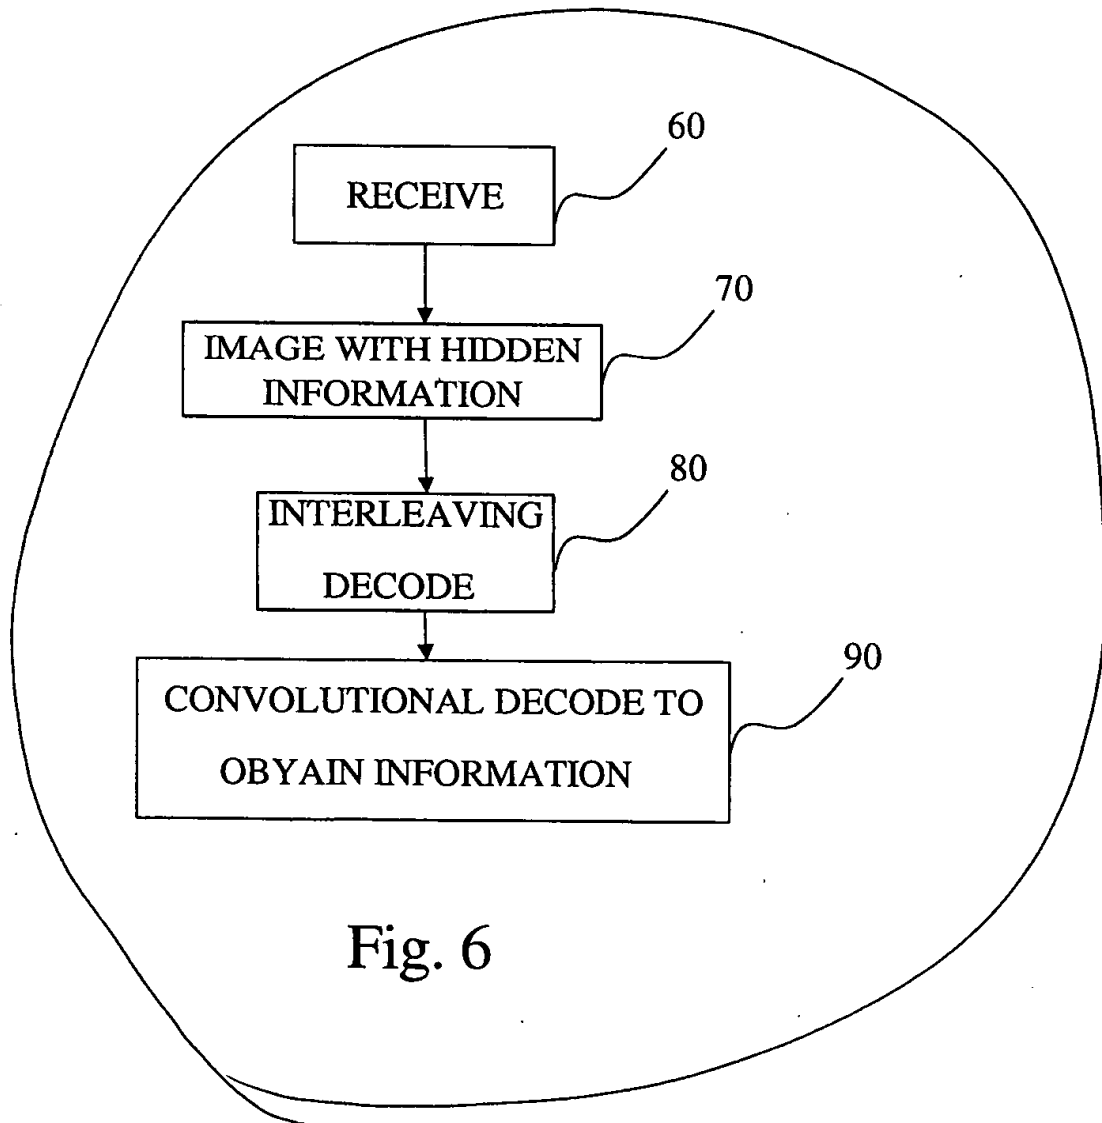 60
RECEIVE
70
IMAGE WITH HIDDEN
INFORMATION
80
INTERLEAVING
DECODE
90
CONVOLUTIONAL DECODE TO
OBYAIN INFORMATION
Fig. 6